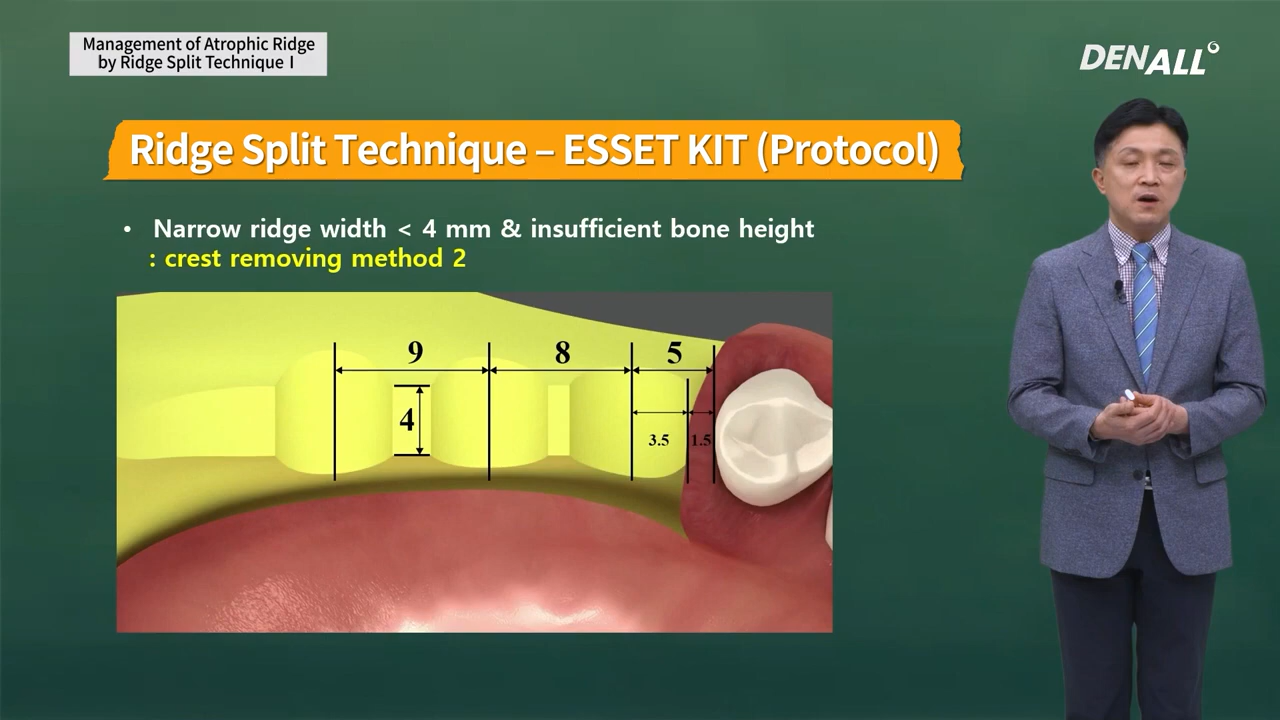 Management of Atrophic Ridge
by Ridge Split Technique I
DENALL
Ridge Split Technique – ESSET KIT (Protocol)
• Narrow ridge width < 4 mm & insufficient bone height
: crest removing method 2
9 8 5
4
3.5 1.5